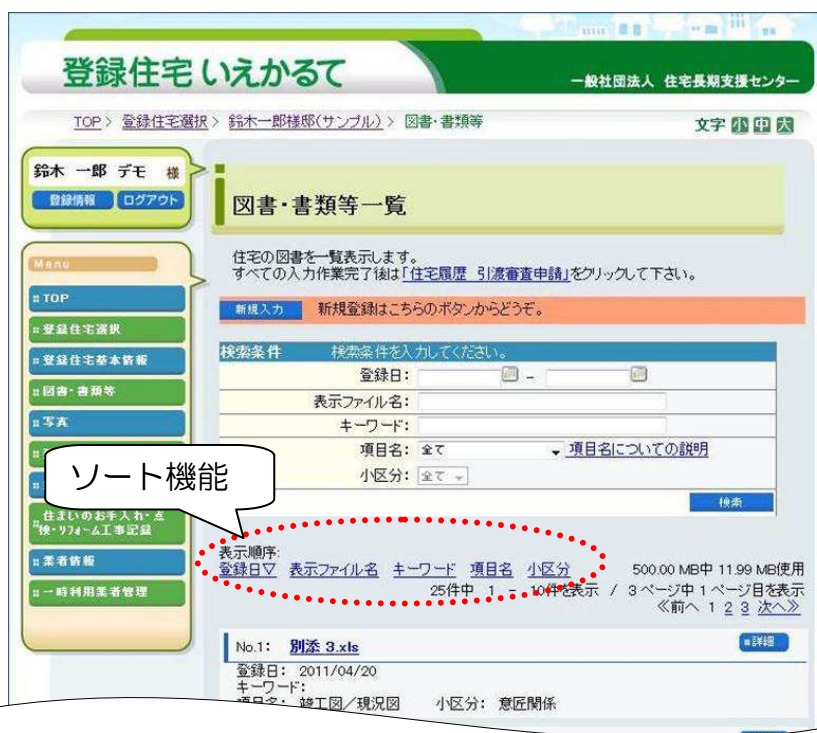 登録住宅 いえかるて
一般社団法人 住宅長期支援センター
TOP > 登録住宅選択 > 鈴木一郎様邸(サンプル) > 図書・書類等
文字 小 中 大
鈴木 一郎 デモ 様
登録情報 ログアウト
図書・書類等一覧
住宅の図書を一覧表示します。
すべての入力作業完了後は「住宅履歴 引渡審査申請」をクリックして下さい。
新規入力 新規登録はこちらのボタンからどうぞ。
Menu
TOP
登録住宅選択
登録住宅基本情報
図書・書類等
写真
住まいのお手入れ・点
検・リフォーム工事記録
業者情報
一時利用業者管理
検索条件 検索条件を入力してください。
登録日: -
表示ファイル名:
キーワード:
項目名: 全て 項目名についての説明
小区分: 全て
検索
ソート機能
表示順序:
登録日▽ 表示ファイル名 キーワード 項目名 小区分
500.00 MB中 11.99 MB使用
25件中 1 - 10件を表示 / 3 ページ中 1 ページ目を表示
≪前へ 1 2 3 次へ≫
No.1: 別添 3.xls
詳細
登録日: 2011/04/20
キーワード:
項目名: 竣工図/現況図 小区分: 意匠関係